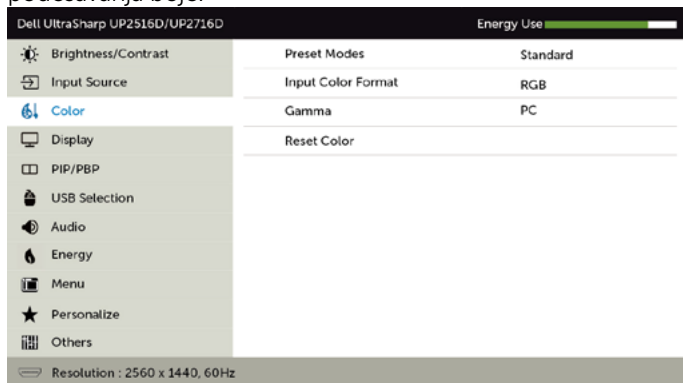 Dell UltraSharp UP2516D/UP2716D Energy Use
Brightness/Contrast Preset Modes Standard
Input Source Input Color Format RGB
Color Gamma PC
Display Reset Color
PIP/PBP
USB Selection
Audio
Energy
Menu
Personalize
Others
Resolution : 2560 x 1440, 60Hz